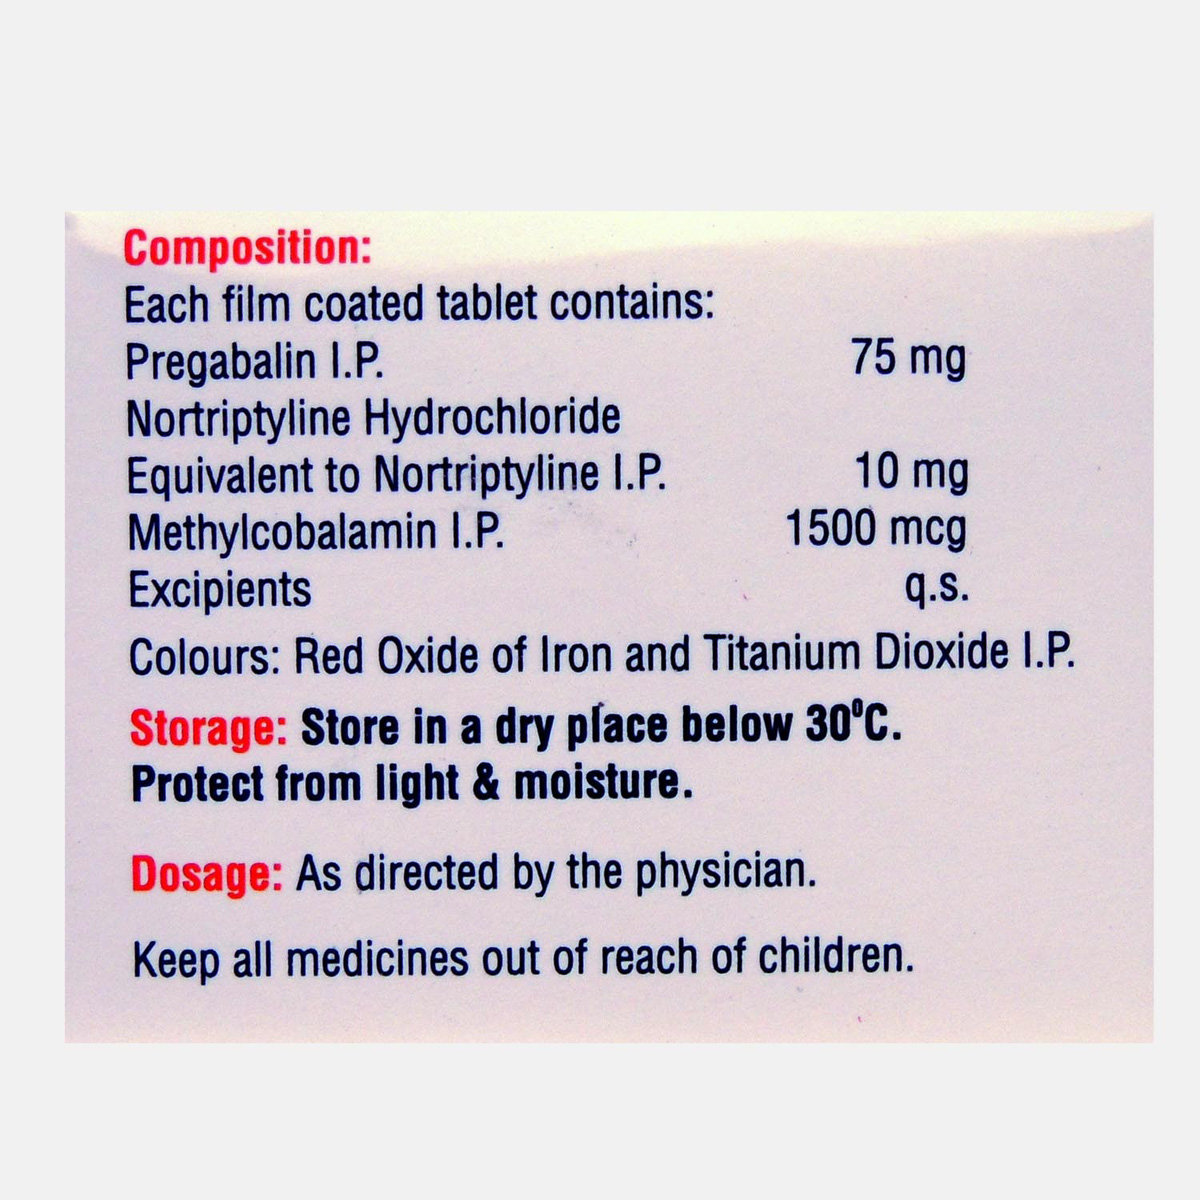 Composition:
Each film coated tablet contains:
Pregabalin I.P. 75 mg
Nortriptyline Hydrochloride
Equivalent to Nortriptyline I.P. 10 mg
Methylcobalamin I.P. 1500 mcg
Excipients q.s.
Colours: Red Oxide of Iron and Titanium Dioxide I.P.
Storage: Store in a dry place below 30⁰C.
Protect from light & moisture.
Dosage: As directed by the physician.
Keep all medicines out of reach of children.